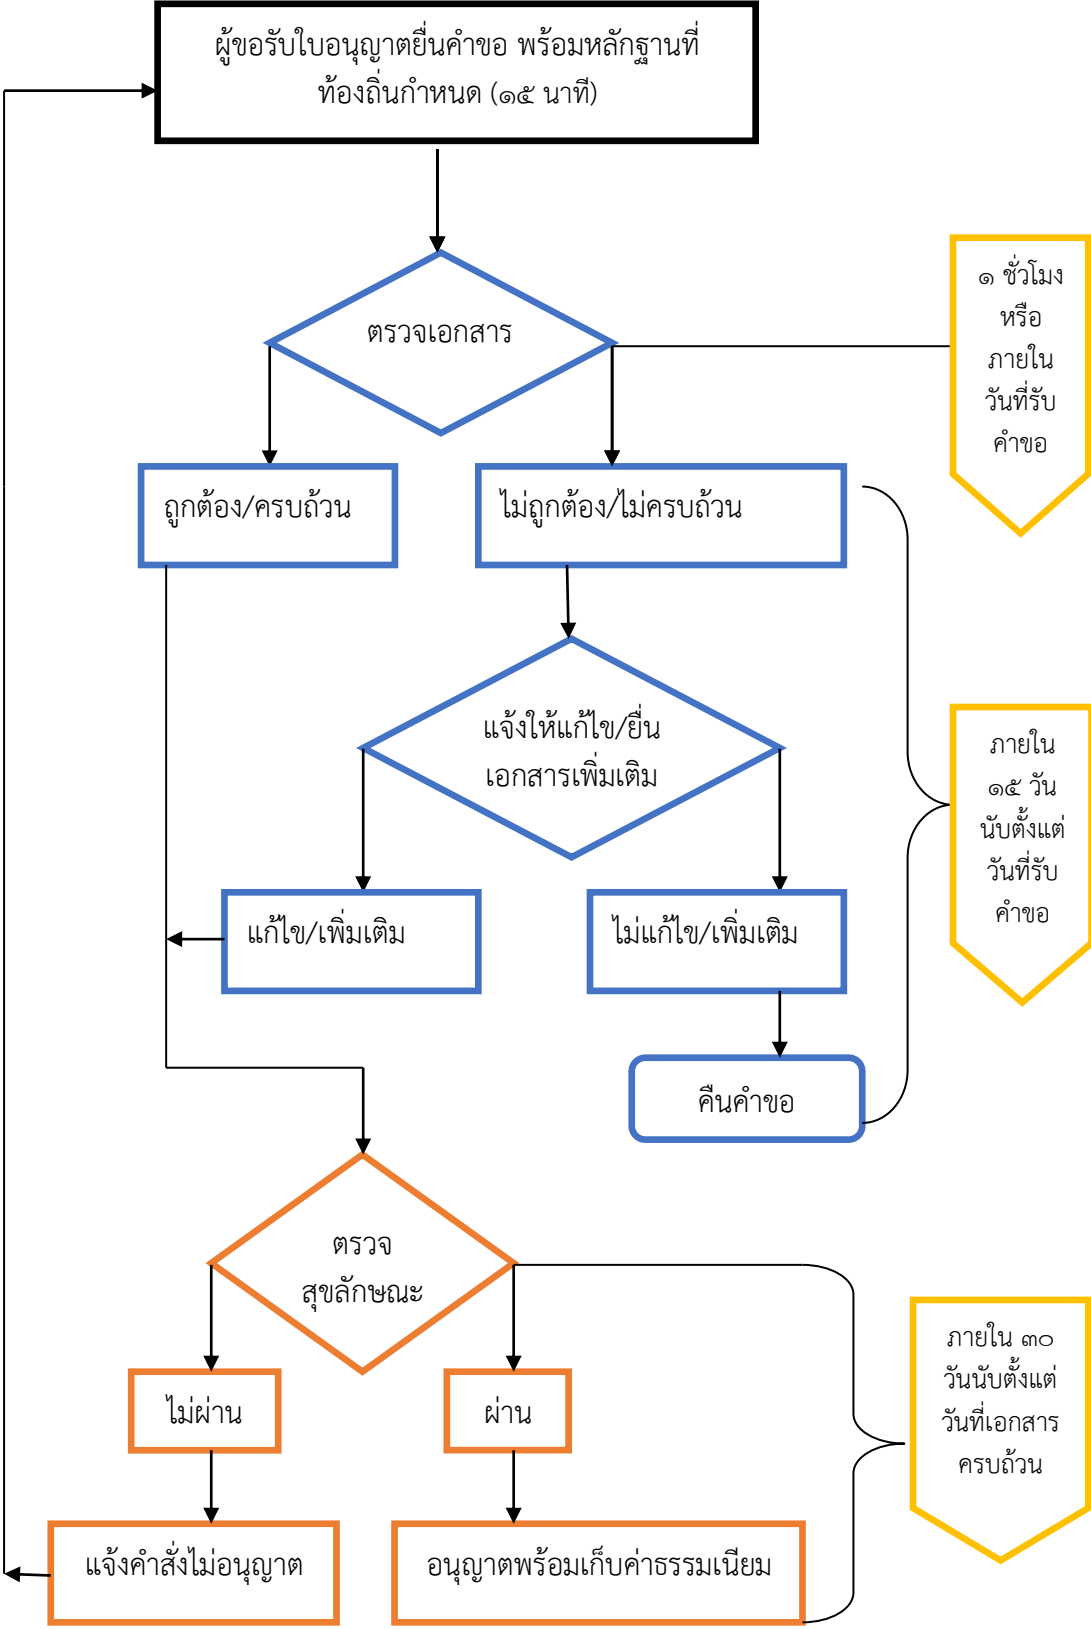 ผู้ขอรับใบอนุญาตยื่นคำขอ พร้อมหลักฐานที่
ท้องถิ่นกำหนด (๑๕ นาที)
ตรวจเอกสาร
๑ ชั่วโมง
หรือ
ภายใน
วันที่รับ
คำขอ
ถูกต้อง/ครบถ้วน
ไม่ถูกต้อง/ไม่ครบถ้วน
แจ้งให้แก้ไข/ยื่น
เอกสารเพิ่มเติม
ภายใน
๑๕ วัน
นับตั้งแต่
วันที่รับ
คำขอ
แก้ไข/เพิ่มเติม
ไม่แก้ไข/เพิ่มเติม
คืนคำขอ
ตรวจ
สุขลักษณะ
ภายใน ๓๐
วันนับตั้งแต่
วันที่เอกสาร
ครบถ้วน
ไม่ผ่าน
ผ่าน
แจ้งคำสั่งไม่อนุญาต
อนุญาตพร้อมเก็บค่าธรรมเนียม